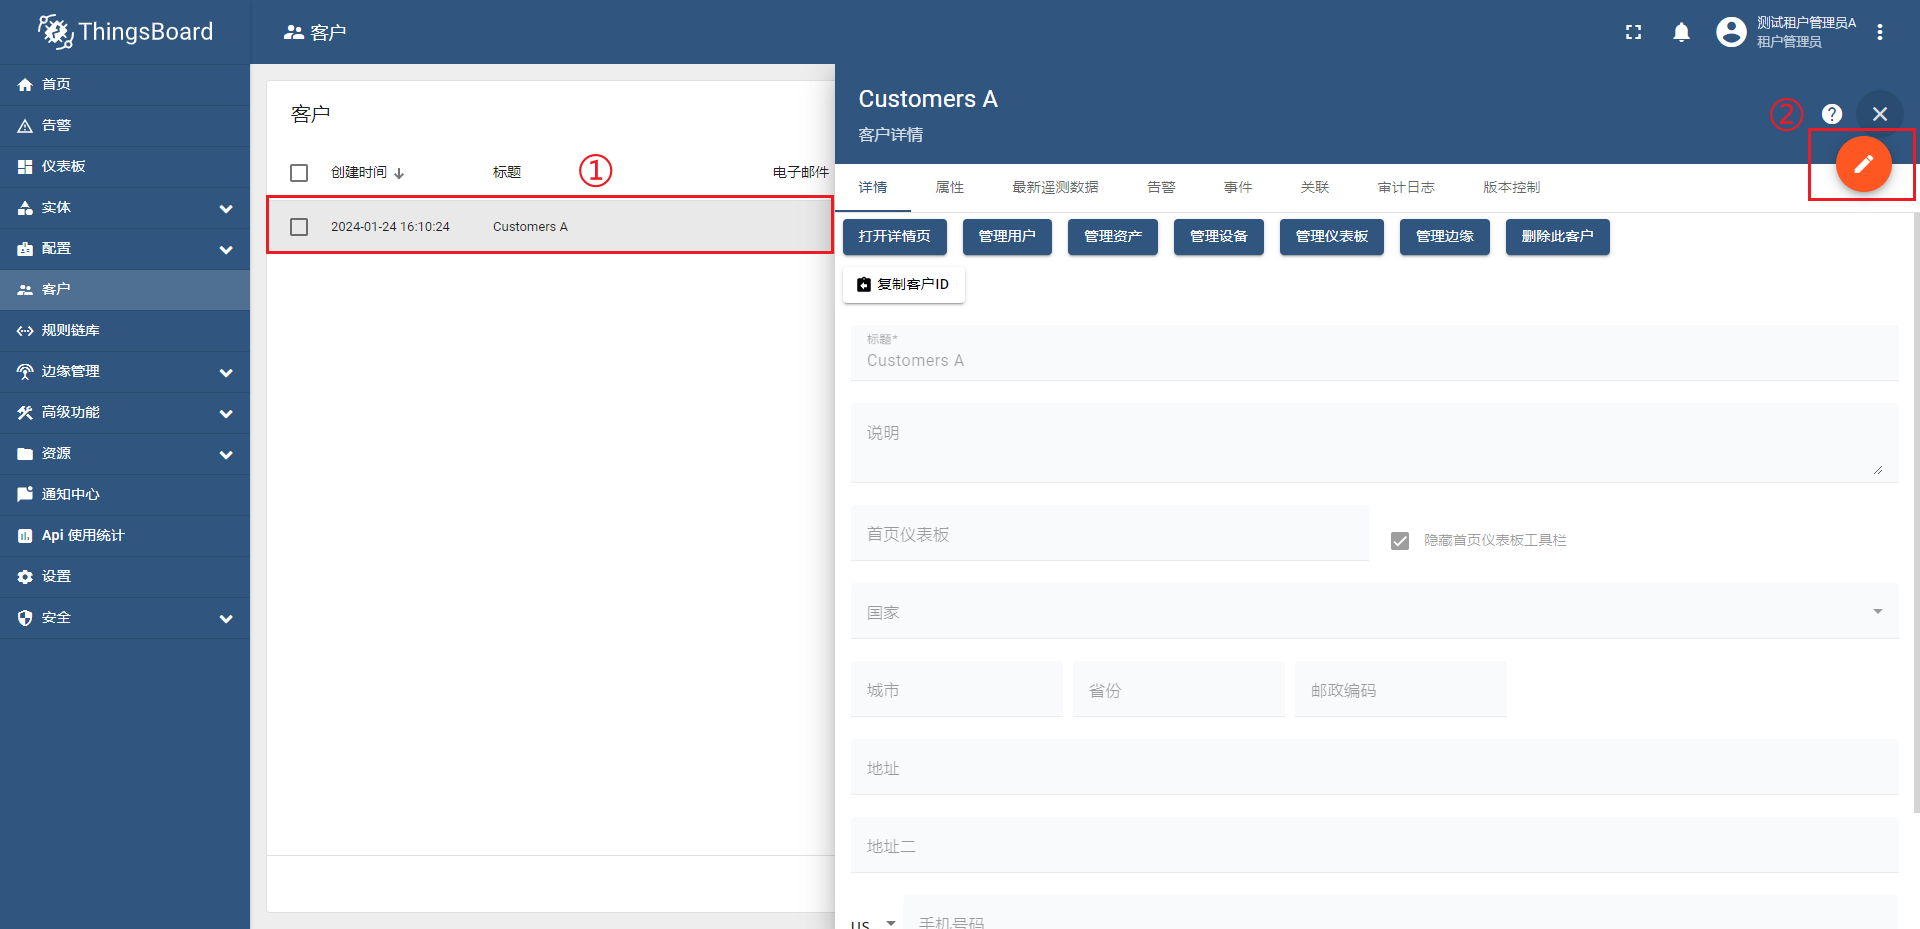 ThingsBoard
首页
告警
仪表板
实体
配置
客户
规则链库
边缘管理
高级功能
资源
通知中心
Api 使用统计
设置
安全
客户
测试租户管理员A
租户管理员
客户
创建时间
标题
①
电子邮件
2024-01-24 16:10:24
Customers A
Customers A
客户详情
②
?
详情
属性
最新遥测数据
告警
事件
关联
审计日志
版本控制
打开详情页
管理用户
管理资产
管理设备
管理仪表板
管理边缘
删除此客户
复制客户ID
标题*
Customers A
说明
首页仪表板
隐藏首页仪表板工具栏
国家
城市
省份
邮政编码
地址
地址二
US
手机号码